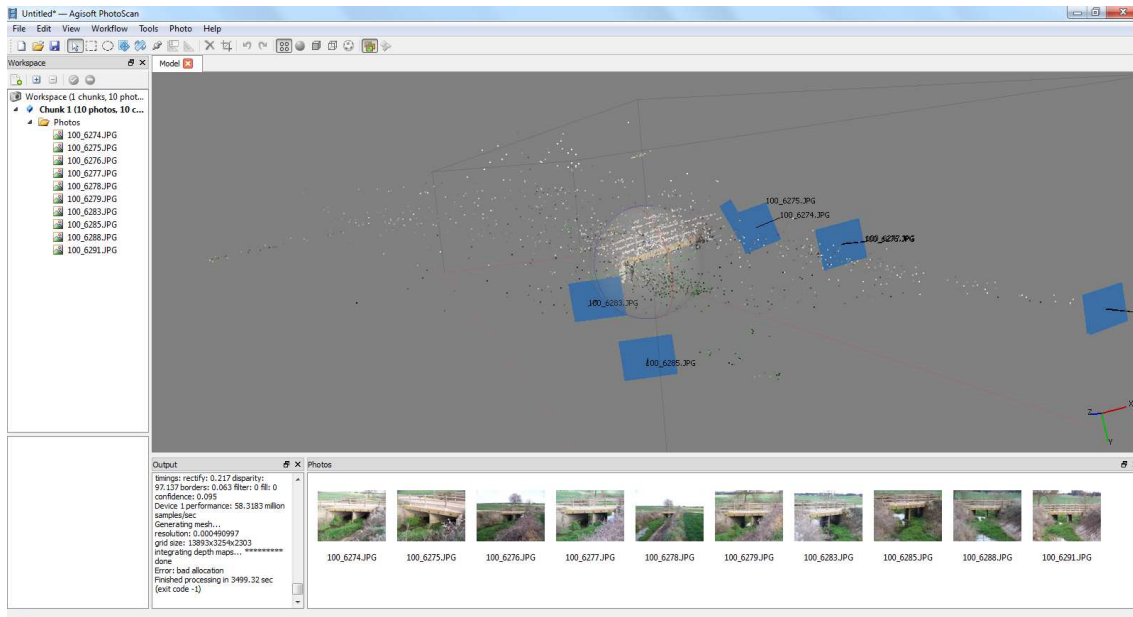 Untitled* — Agisoft PhotoScan
File Edit View Workflow Tools Photo Help
Workspace
Model
Workspace (1 chunks, 10 phot...
Chunk 1 (10 photos, 10 c...
Photos
100_6274.JPG
100_6275.JPG
100_6276.JPG
100_6277.JPG
100_6278.JPG
100_6279.JPG
100_6283.JPG
100_6285.JPG
100_6288.JPG
100_6291.JPG
100_6275.JPG
100_6274.JPG
100_6283.JPG
100_6285.JPG
X
Z
Y
Output
timings: rectify: 0.217 disparity:
97.137 borders: 0.063 filter: 0 fill: 0
confidence: 0.095
Device 1 performance: 58.3183 million
samples/sec
Generating mesh...
resolution: 0.000490997
grid size: 13893x3254x2303
integrating depth maps... *********
done
Error: bad allocation
Finished processing in 3499.32 sec
(exit code -1)
Photos
100_6274.JPG
100_6275.JPG
100_6276.JPG
100_6277.JPG
100_6278.JPG
100_6279.JPG
100_6283.JPG
100_6285.JPG
100_6288.JPG
100_6291.JPG